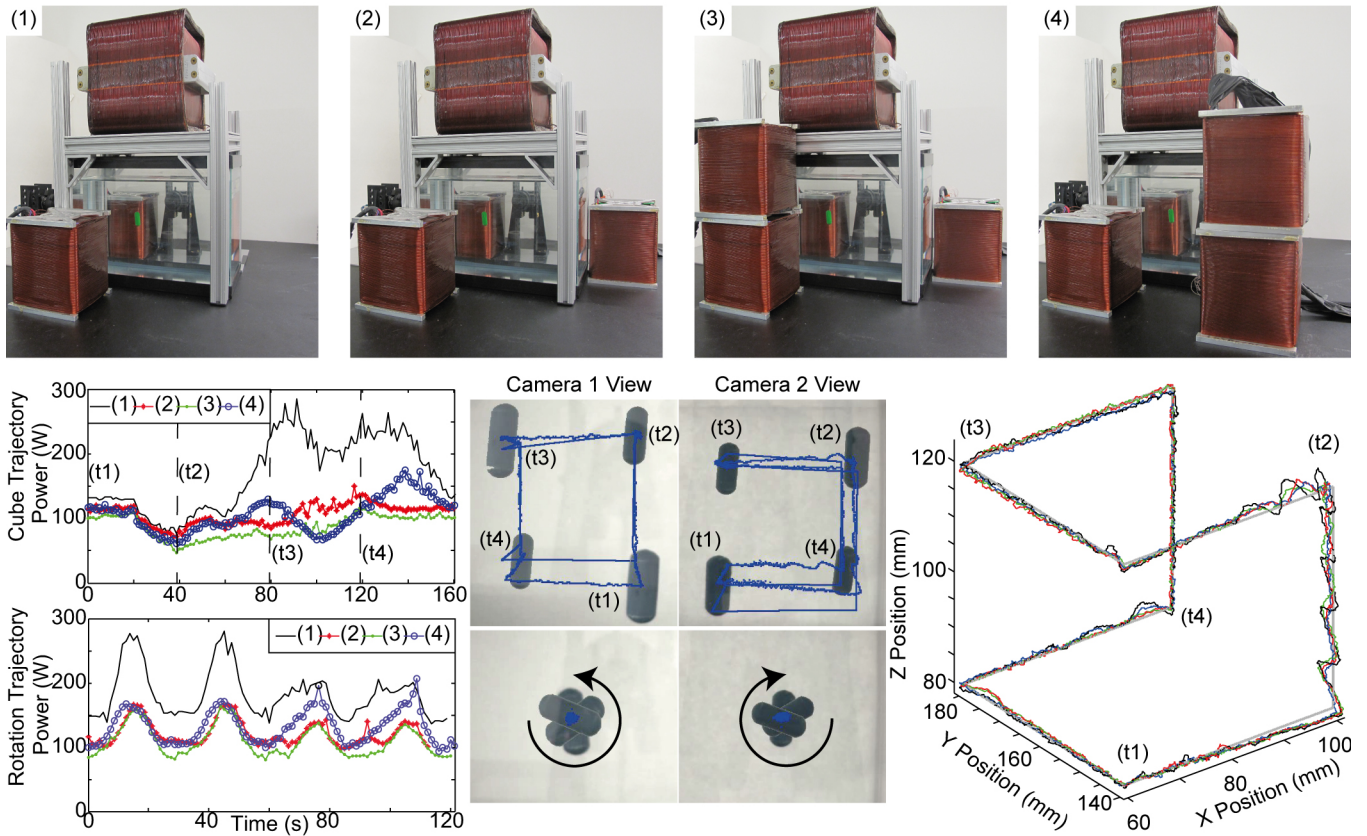 (1) (2) (3) (4)
Camera 1 View Camera 2 View
Cube Trajectory
Power (W)
300
200
100
0
(1) (2) (3) (4)
(t1) (t2) (t3) (t4)
0 40 80 120 160
Rotation Trajectory
Power (W)
300
200
100
0
(1) (2) (3) (4)
0 40 80 120
Time (s)
(t2)
(t3)
(t4)
(t1)
(t3) (t2)
(t1) (t4)
(t3)
(t2)
(t4)
(t1)
Z Position (mm)
120
100
80
Y Position (mm)
180
160
140
X Position (mm)
60
80
100